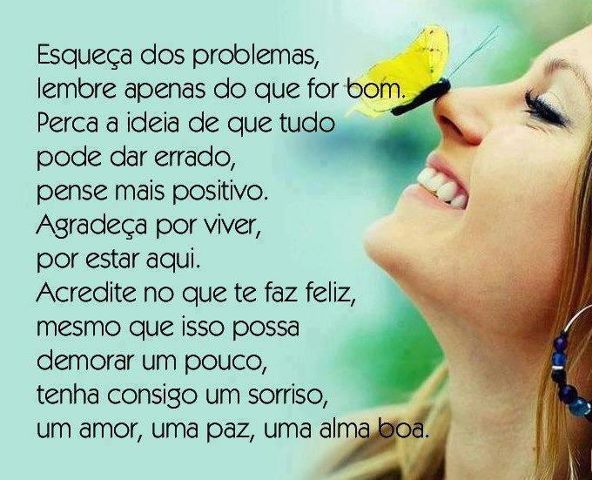 Esqueça dos problemas,
lembre apenas do que for bom.
Perca a ideia de que tudo
pode dar errado,
pense mais positivo.
Agradeça por viver,
por estar aqui.
Acredite no que te faz feliz,
mesmo que isso possa
demorar um pouco,
tenha consigo um sorriso,
um amor, uma paz, uma alma boa.